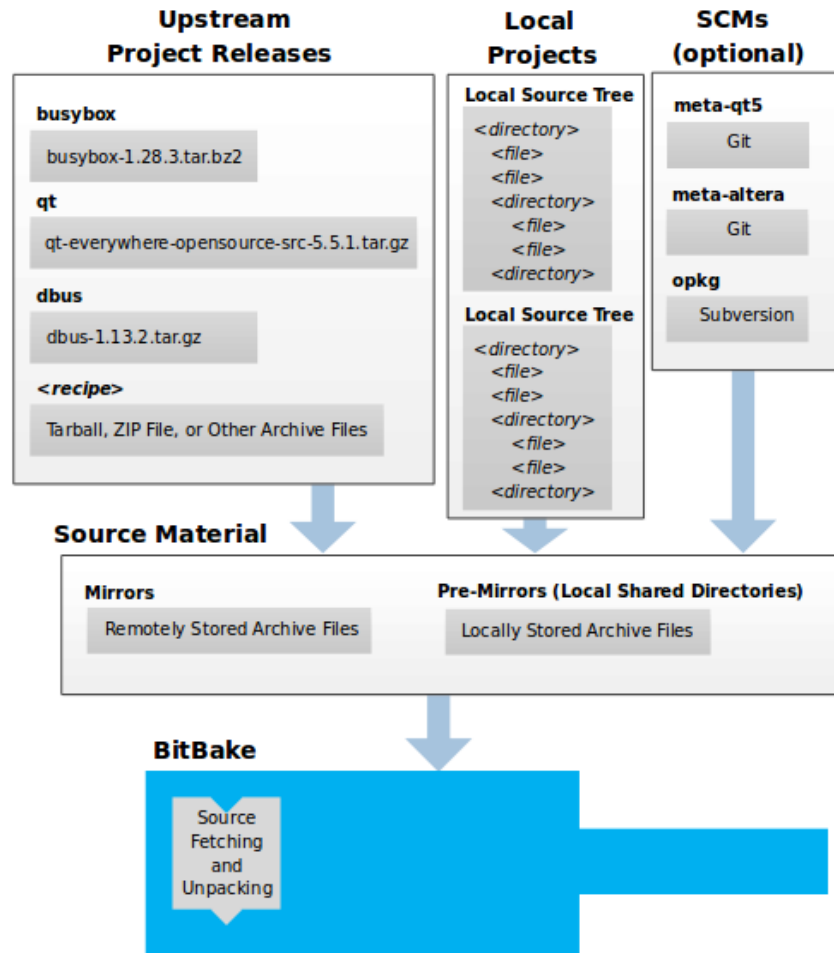 Upstream
Project Releases
busybox
busybox-1.28.3.tar.bz2
qt
qt-everywhere-opensource-src-5.5.1.tar.gz
dbus
dbus-1.13.2.tar.gz
<recipe>
Tarball, ZIP File, or Other Archive Files
Local
Projects
Local Source Tree
<directory>
<file>
<file>
<directory>
<file>
<file>
<directory>
Local Source Tree
<directory>
<file>
<file>
<directory>
<file>
<file>
<directory>
SCMs
(optional)
meta-qt5
Git
meta-altera
Git
opkg
Subversion
Source Material
Mirrors
Remotely Stored Archive Files
Pre-Mirrors (Local Shared Directories)
Locally Stored Archive Files
BitBake
Source
Fetching
and
Unpacking